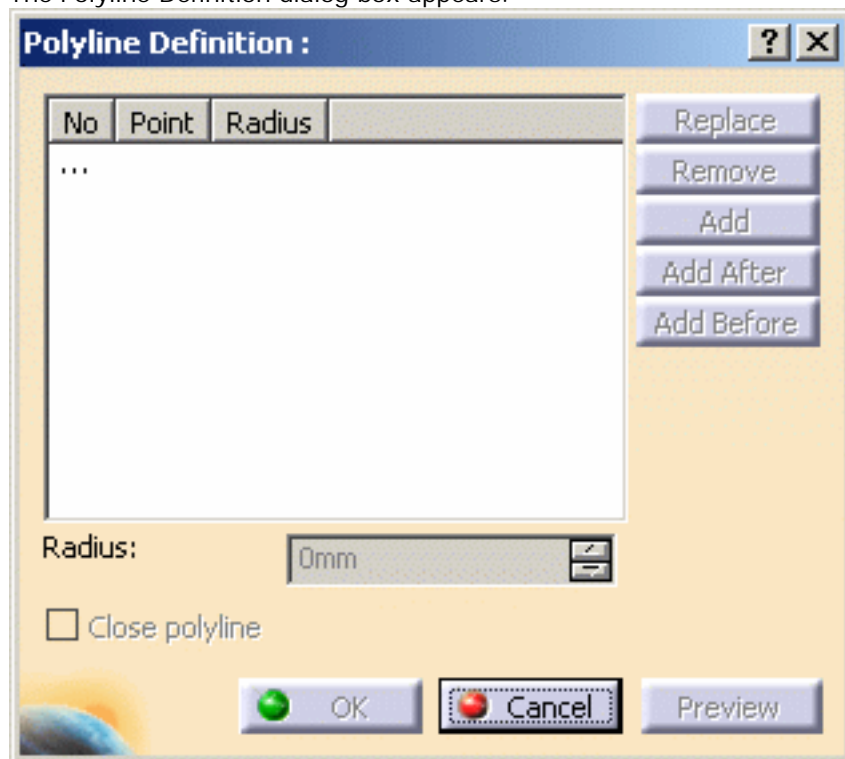 The Polyline Definition dialog box appears.
Polyline Definition :
? X
No Point Radius
...
Replace
Remove
Add
Add After
Add Before
Radius: 0mm
Close polyline
OK Cancel Preview